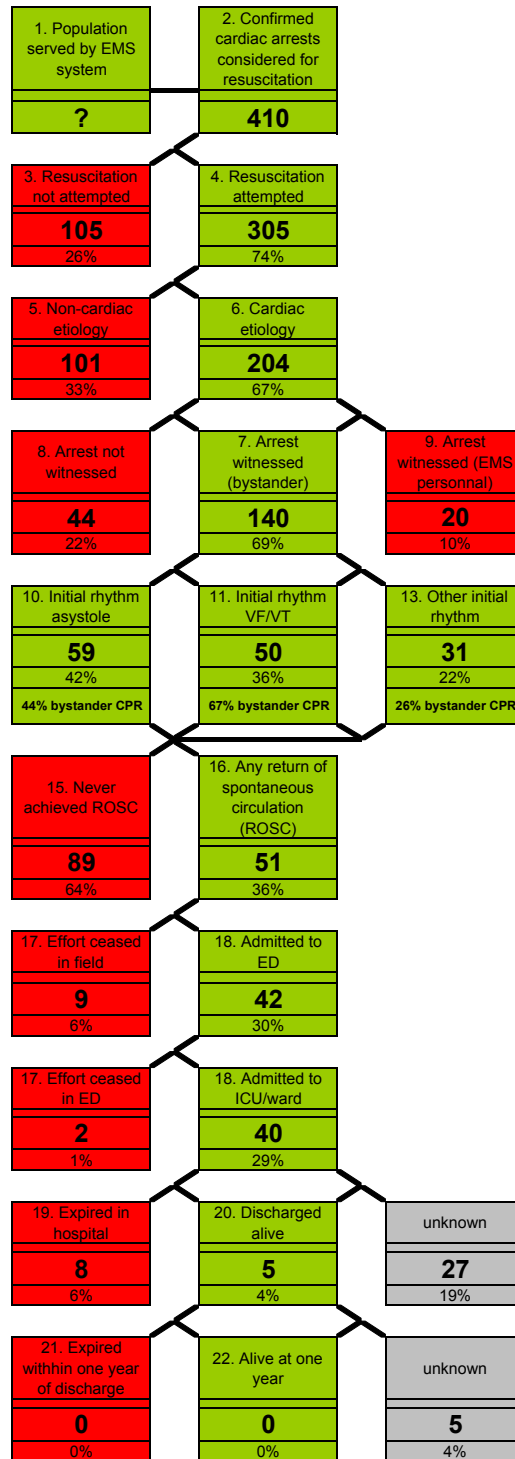 1. Population
served by EMS
system
?
2. Confirmed
cardiac arrests
considered for
resuscitation
410
3. Resuscitation
not attempted
105
26%
4. Resuscitation
attempted
305
74%
5. Non-cardiac
etiology
101
33%
6. Cardiac
etiology
204
67%
8. Arrest not
witnessed
44
22%
7. Arrest
witnessed
(bystander)
140
69%
9. Arrest
witnessed (EMS
personnal)
20
10%
10. Initial rhythm
asystole
59
42%
44% bystander CPR
11. Initial rhythm
VF/VT
50
36%
67% bystander CPR
13. Other initial
rhythm
31
22%
26% bystander CPR
15. Never
achieved ROSC
89
64%
16. Any return of
spontaneous
circulation
(ROSC)
51
36%
17. Effort ceased
in field
9
6%
18. Admitted to
ED
42
30%
17. Effort ceased
in ED
2
1%
18. Admitted to
ICU/ward
40
29%
19. Expired in
hospital
8
6%
20. Discharged
alive
5
4%
unknown
27
19%
21. Expired
withhin one year
of discharge
0
0%
22. Alive at one
year
0
0%
unknown
5
4%